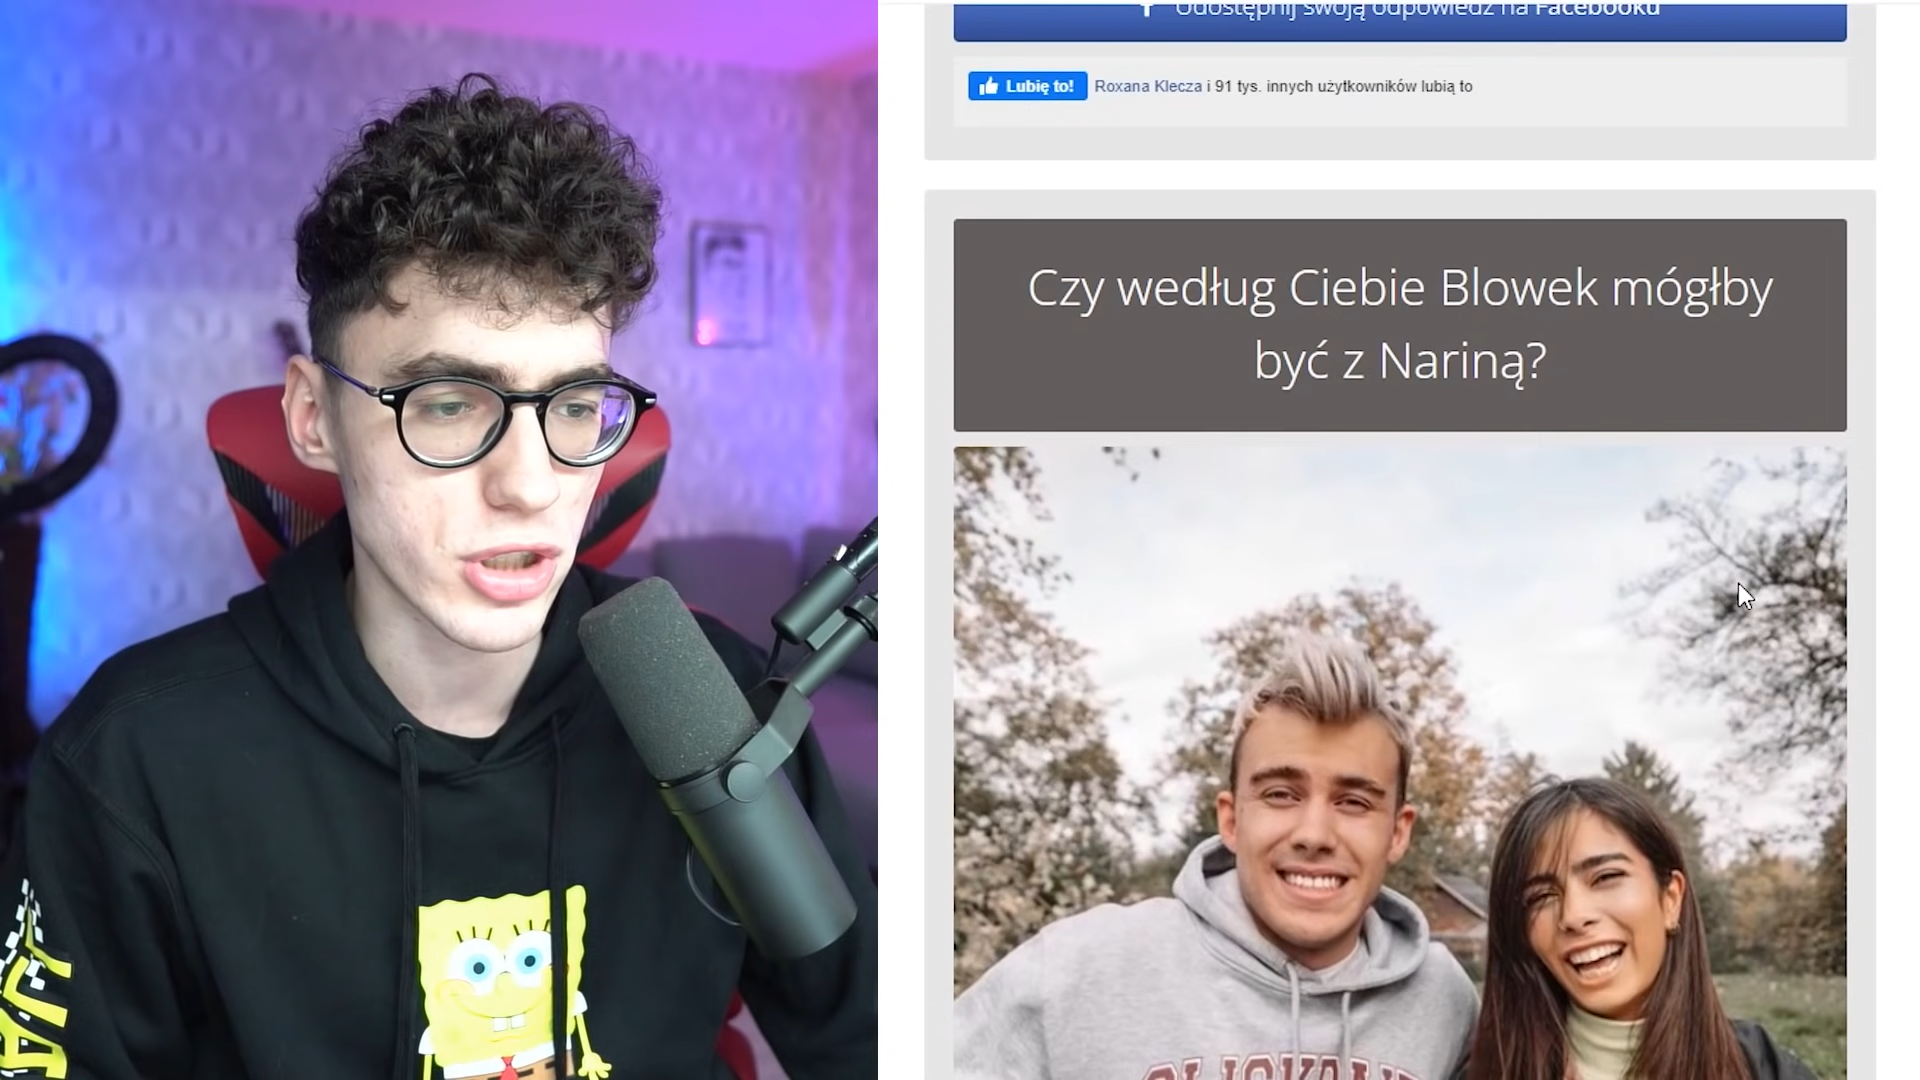 Udostępnij swoją odpowiedź na Facebooku
Lubię to! Roxana Klecza i 91 tys. innych użytkowników lubią to
Czy według Ciebie Blowek mógłby
być z Nariną?